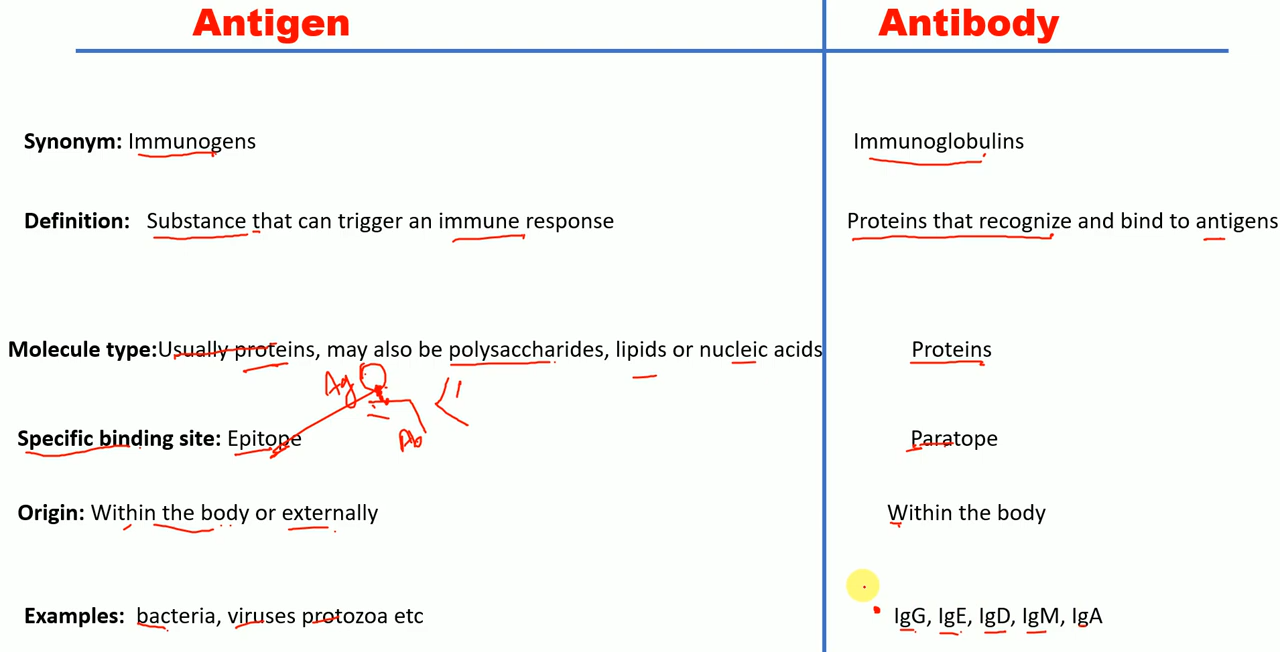 Antigen Antibody
Synonym: Immunogens Immunoglobulins
Definition: Substance that can trigger an immune response Proteins that recognize and bind to antigens
Molecule type:Usually proteins, may also be polysaccharides, lipids or nucleic acids Proteins
Ag
Ab
Specific binding site: Epitope Paratope
Origin: Within the body or externally Within the body
Examples: bacteria, viruses protozoa etc IgG, IgE, IgD, IgM, IgA